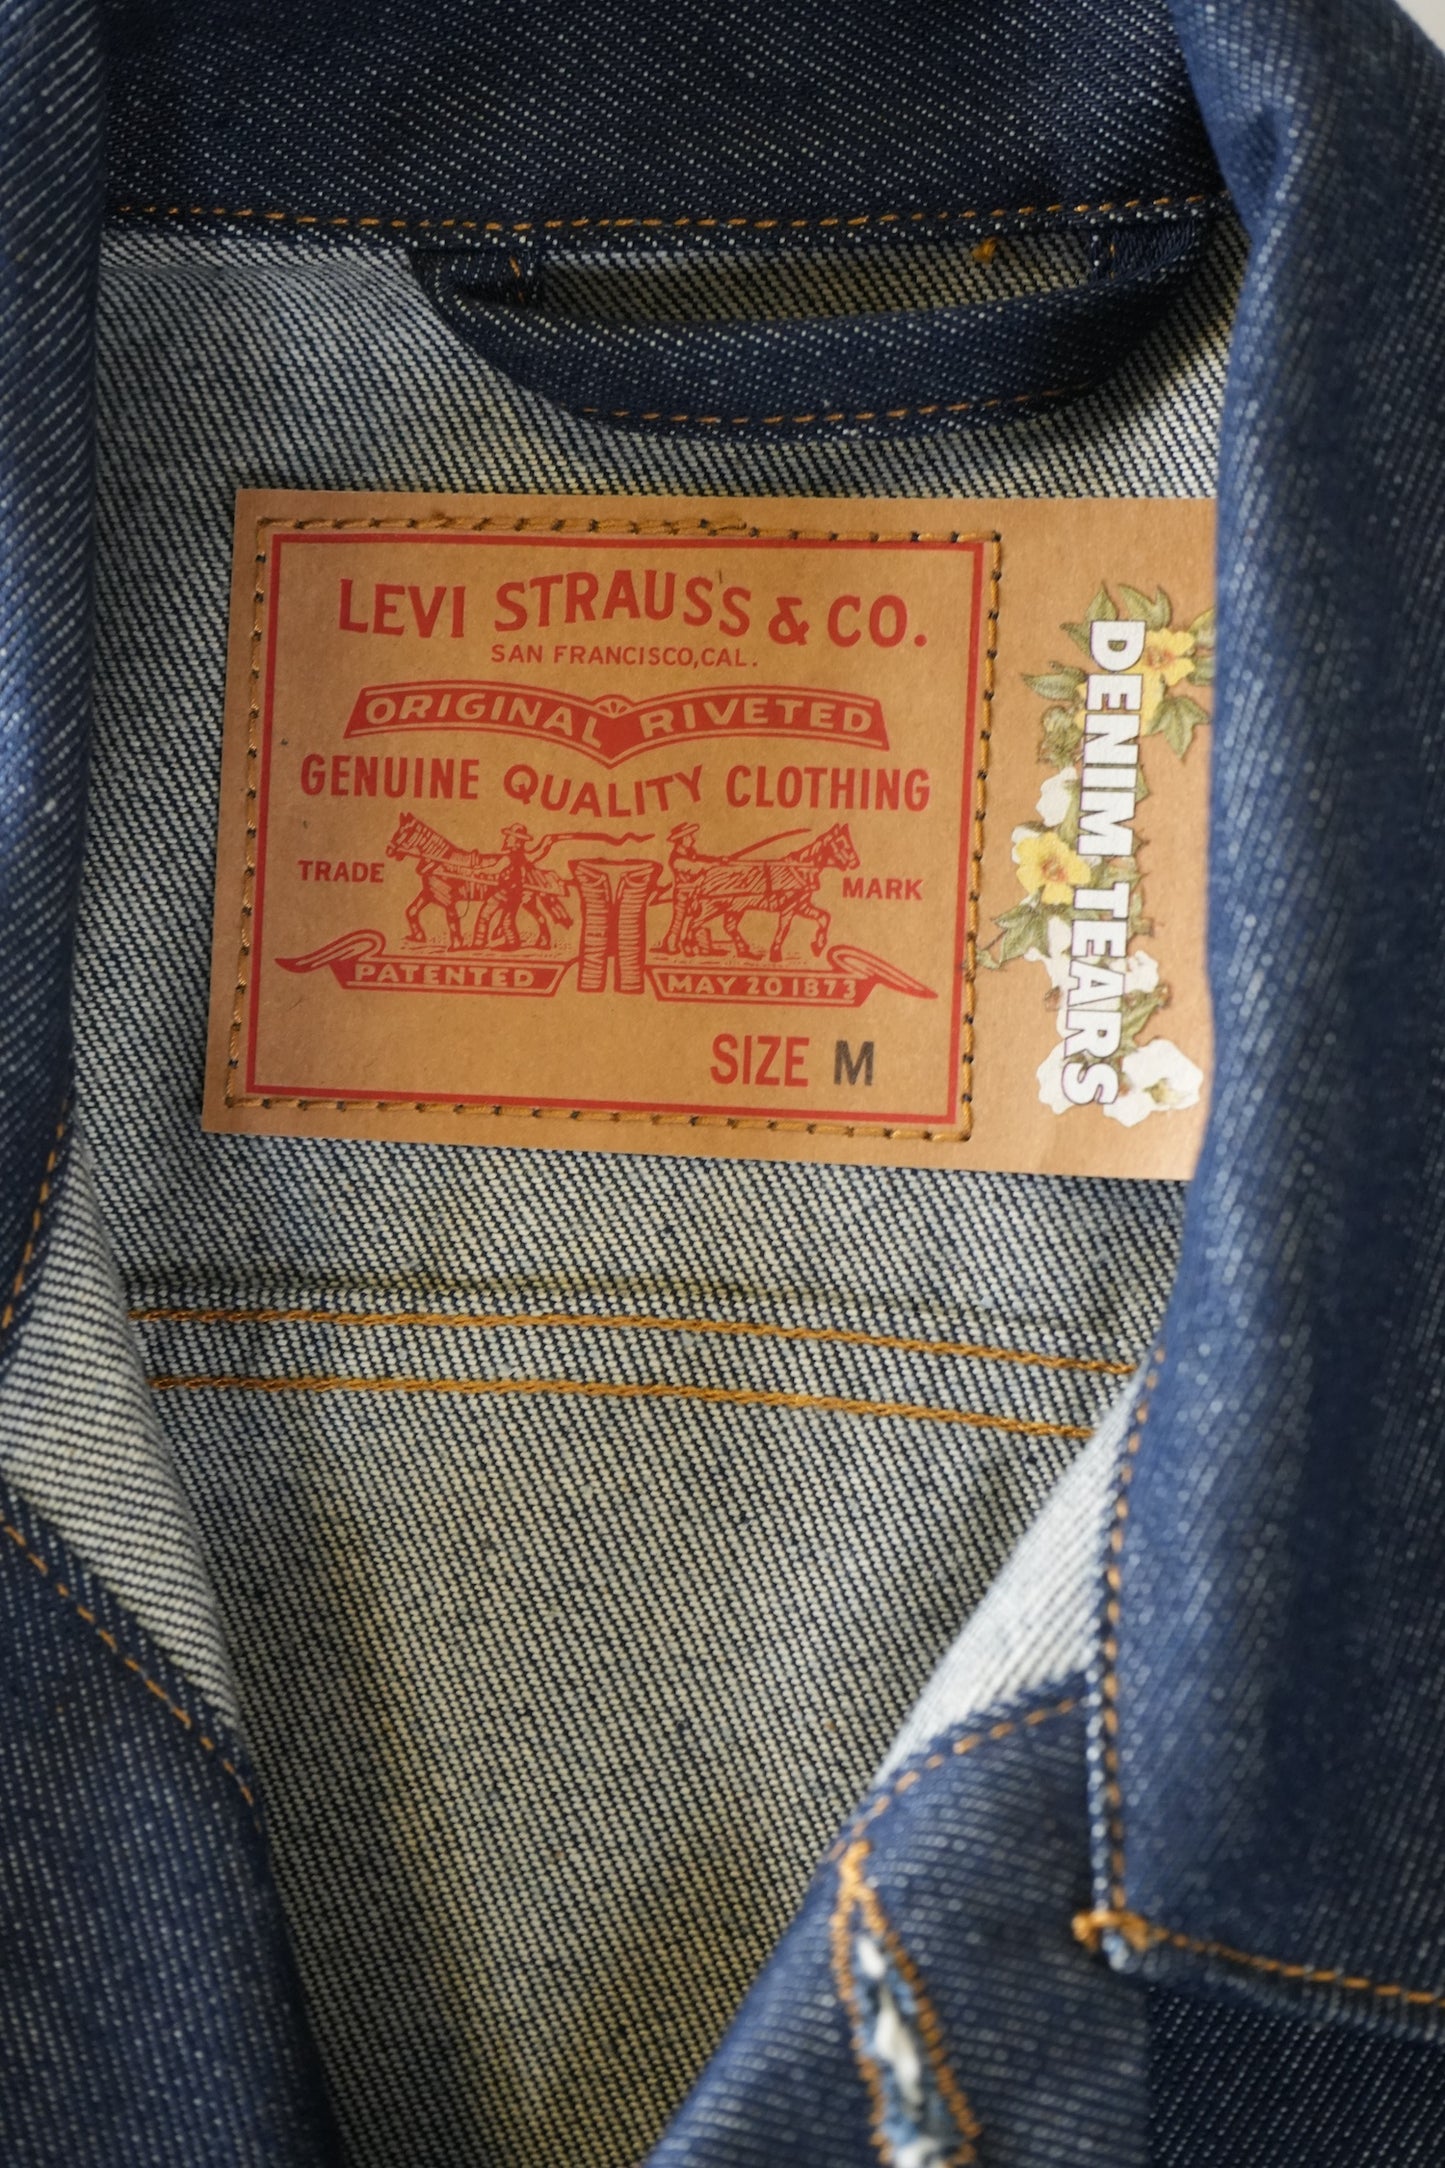 LEVI STRAUSS & CO.
SAN FRANCISCO, CAL.
ORIGINAL RIVETED
GENUINE QUALITY CLOTHING
TRADE MARK
PATENTED MAY 20 1873
SIZE M
DENIM TEARS